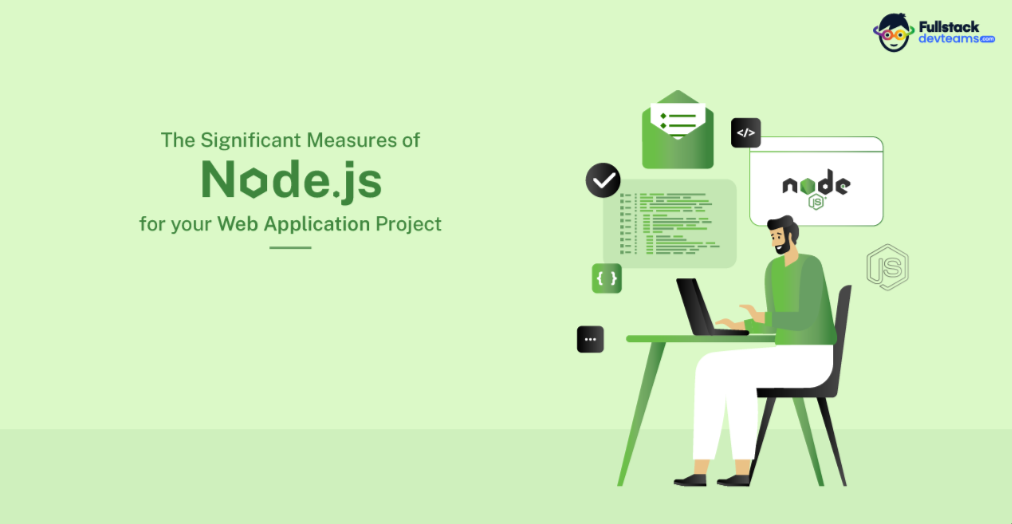 Fullstack
devteams.com
The Significant Measures of
Node.js
for your Web Application Project
</>
node
JS
JS
{ }
...